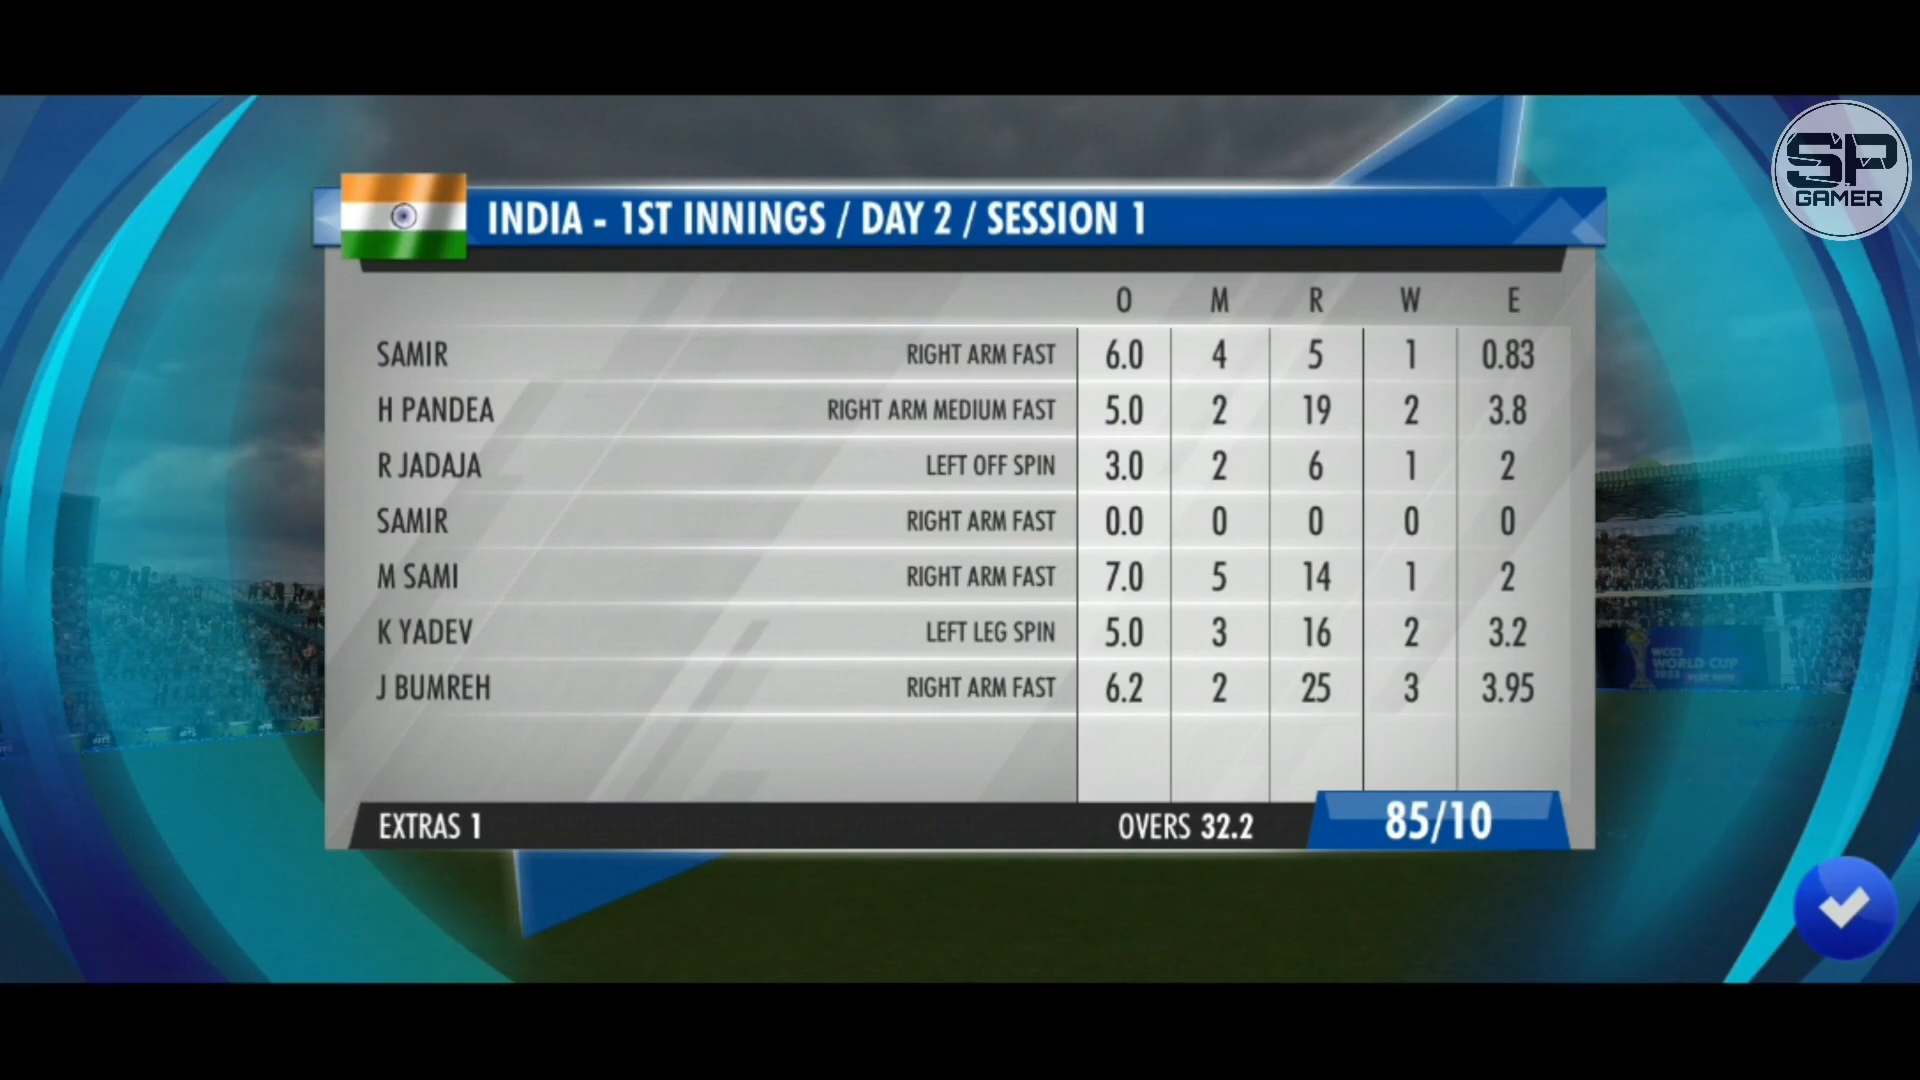 SP
GAMER
INDIA - 1ST INNINGS / DAY 2 / SESSION 1
O M R W E
SAMIR RIGHT ARM FAST 6.0 4 5 1 0.83
H PANDEA RIGHT ARM MEDIUM FAST 5.0 2 19 2 3.8
R JADAJA LEFT OFF SPIN 3.0 2 6 1 2
SAMIR RIGHT ARM FAST 0.0 0 0 0 0
M SAMI RIGHT ARM FAST 7.0 5 14 1 2
K YADEV LEFT LEG SPIN 5.0 3 16 2 3.2
J BUMREH RIGHT ARM FAST 6.2 2 25 3 3.95
EXTRAS 1 OVERS 32.2 85/10
WCC3
WORLD CUP